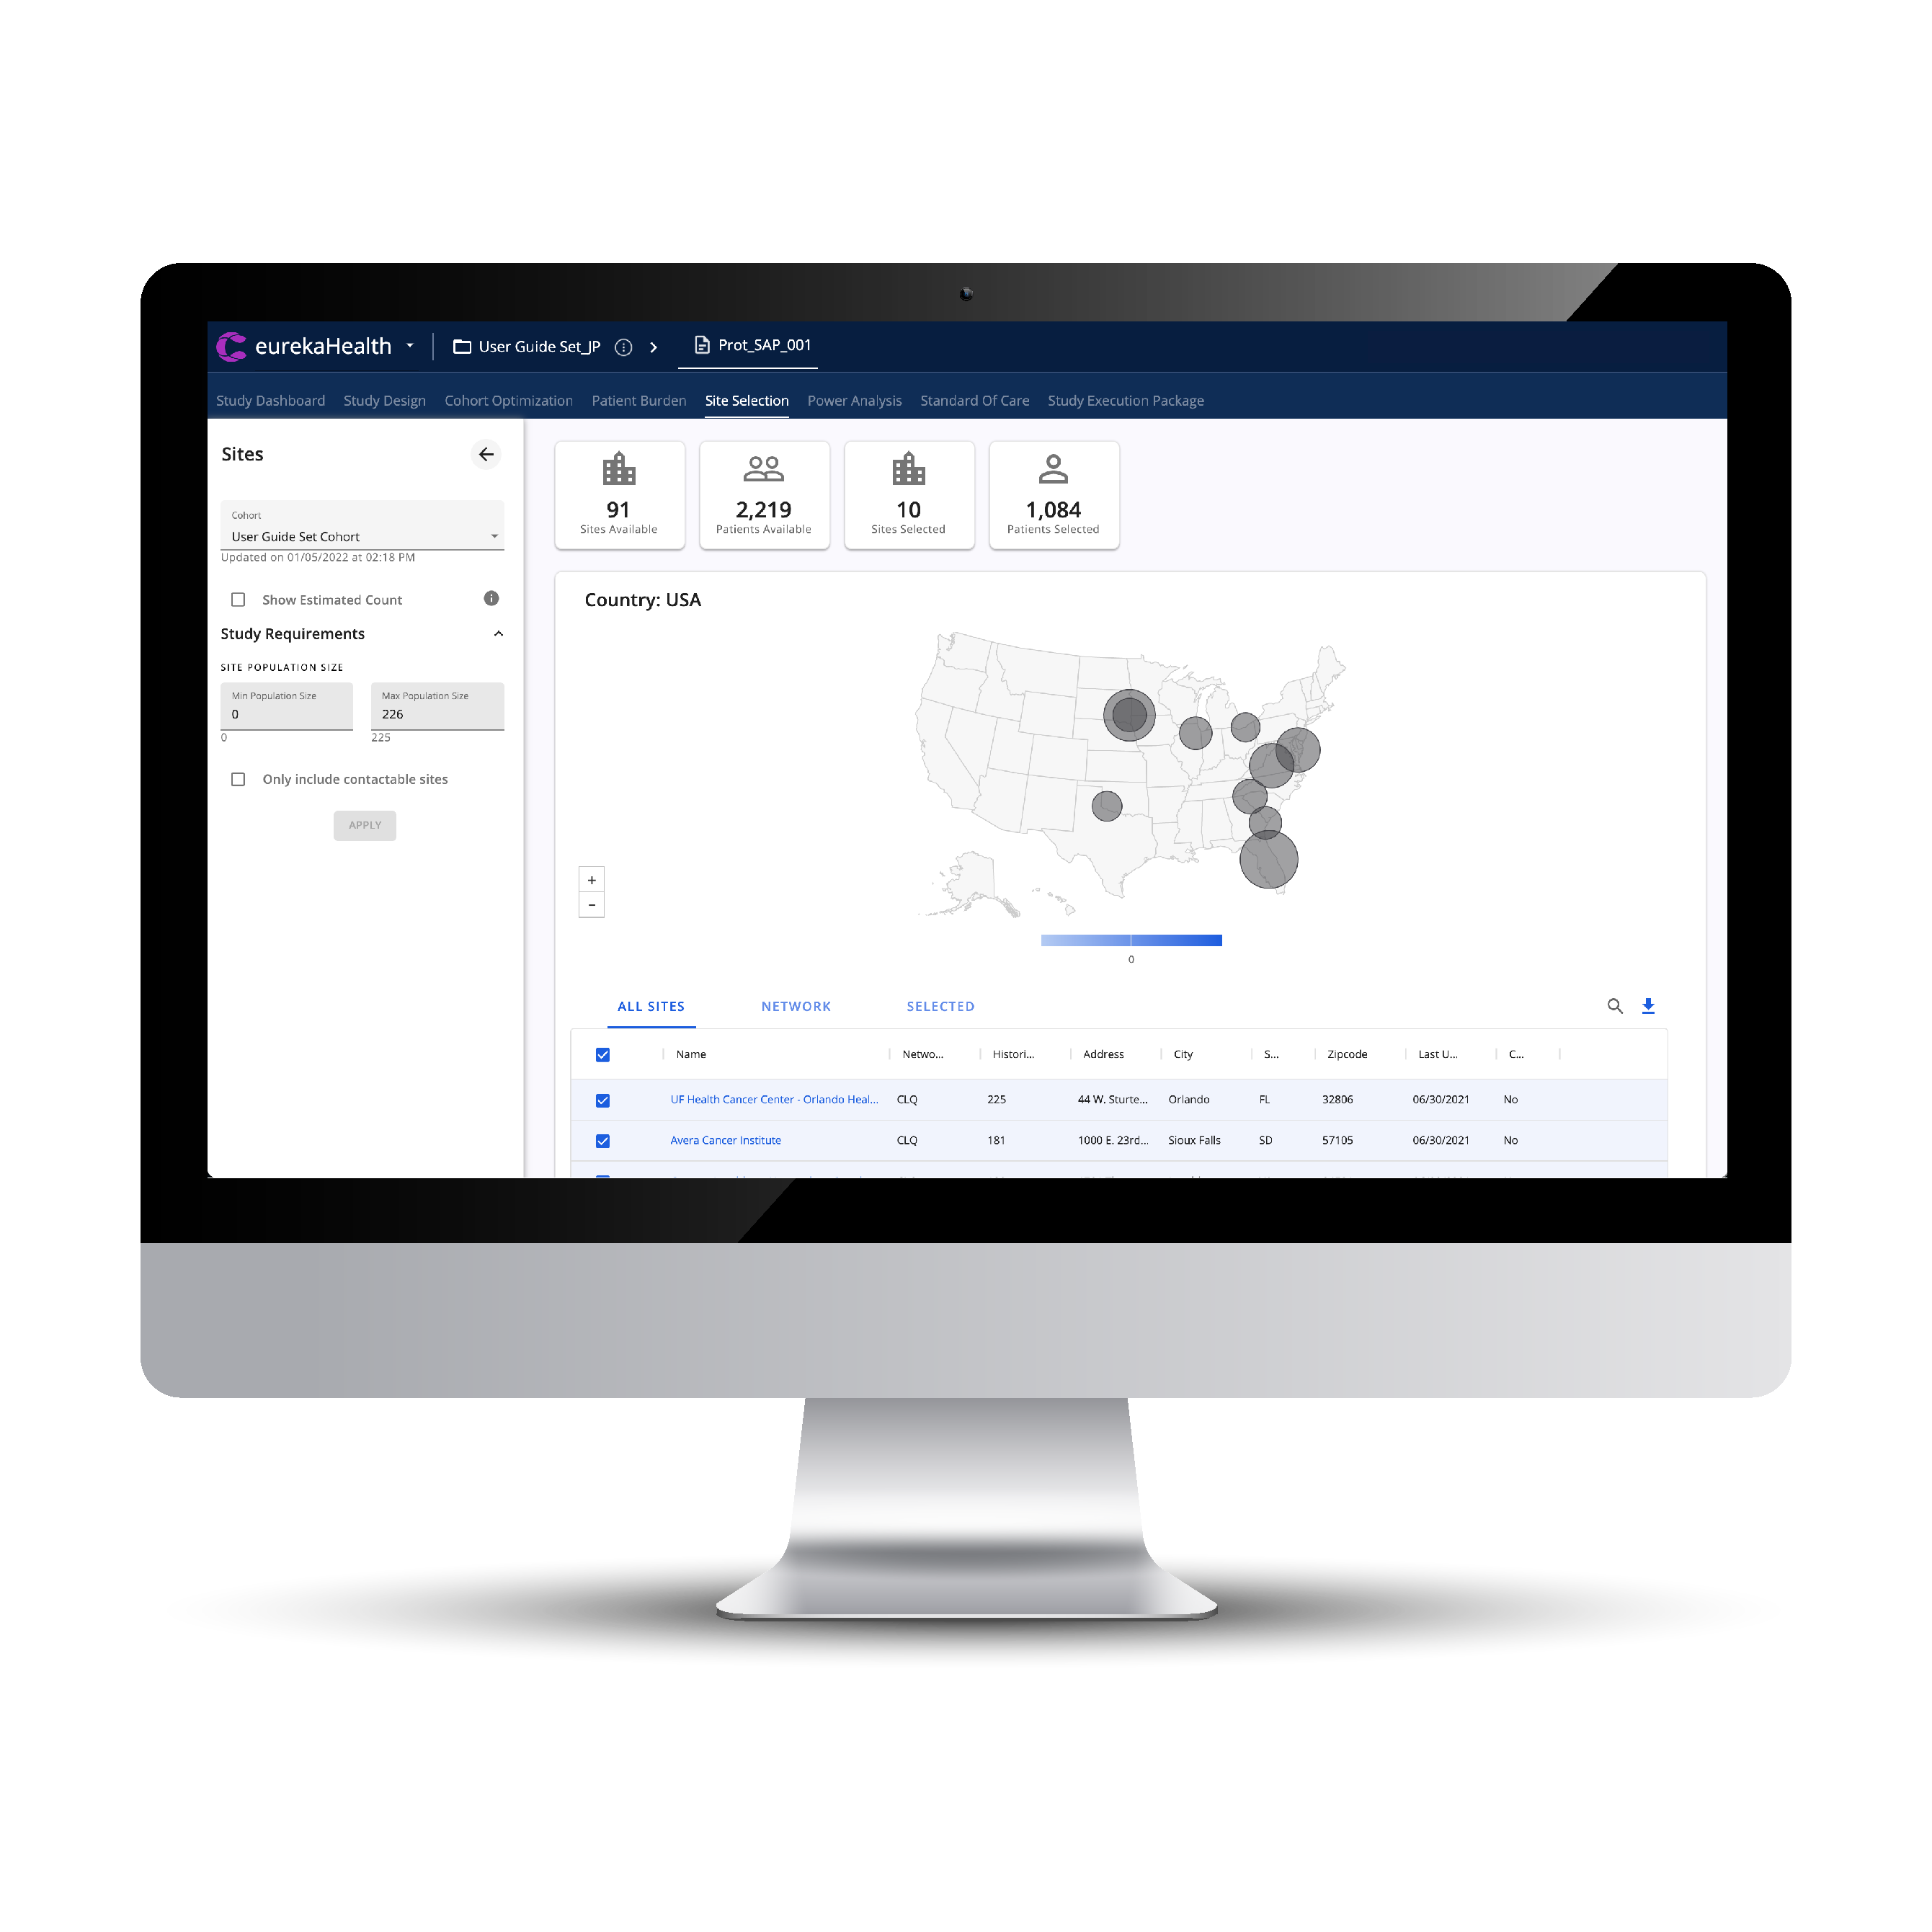 eurekaHealth
User Guide Set_JP
Prot_SAP_001
Study Dashboard Study Design Cohort Optimization Patient Burden Site Selection Power Analysis Standard Of Care Study Execution Package
Sites
Cohort
User Guide Set Cohort
Updated on 01/05/2022 at 02:18 PM
Show Estimated Count
Study Requirements
SITE POPULATION SIZE
Min Population Size Max Population Size
0 226
0 225
Only include contactable sites
APPLY
91 2,219 10 1,084
Sites Available Patients Available Sites Selected Patients Selected
Country: USA
+
-
0
ALL SITES NETWORK SELECTED
Name Netwo... Histori... Address City S... Zipcode Last U... C...
UF Health Cancer Center - Orlando Heal... CLQ 225 44 W. Sturte... Orlando FL 32806 06/30/2021 No
Avera Cancer Institute CLQ 181 1000 E. 23rd... Sioux Falls SD 57105 06/30/2021 No